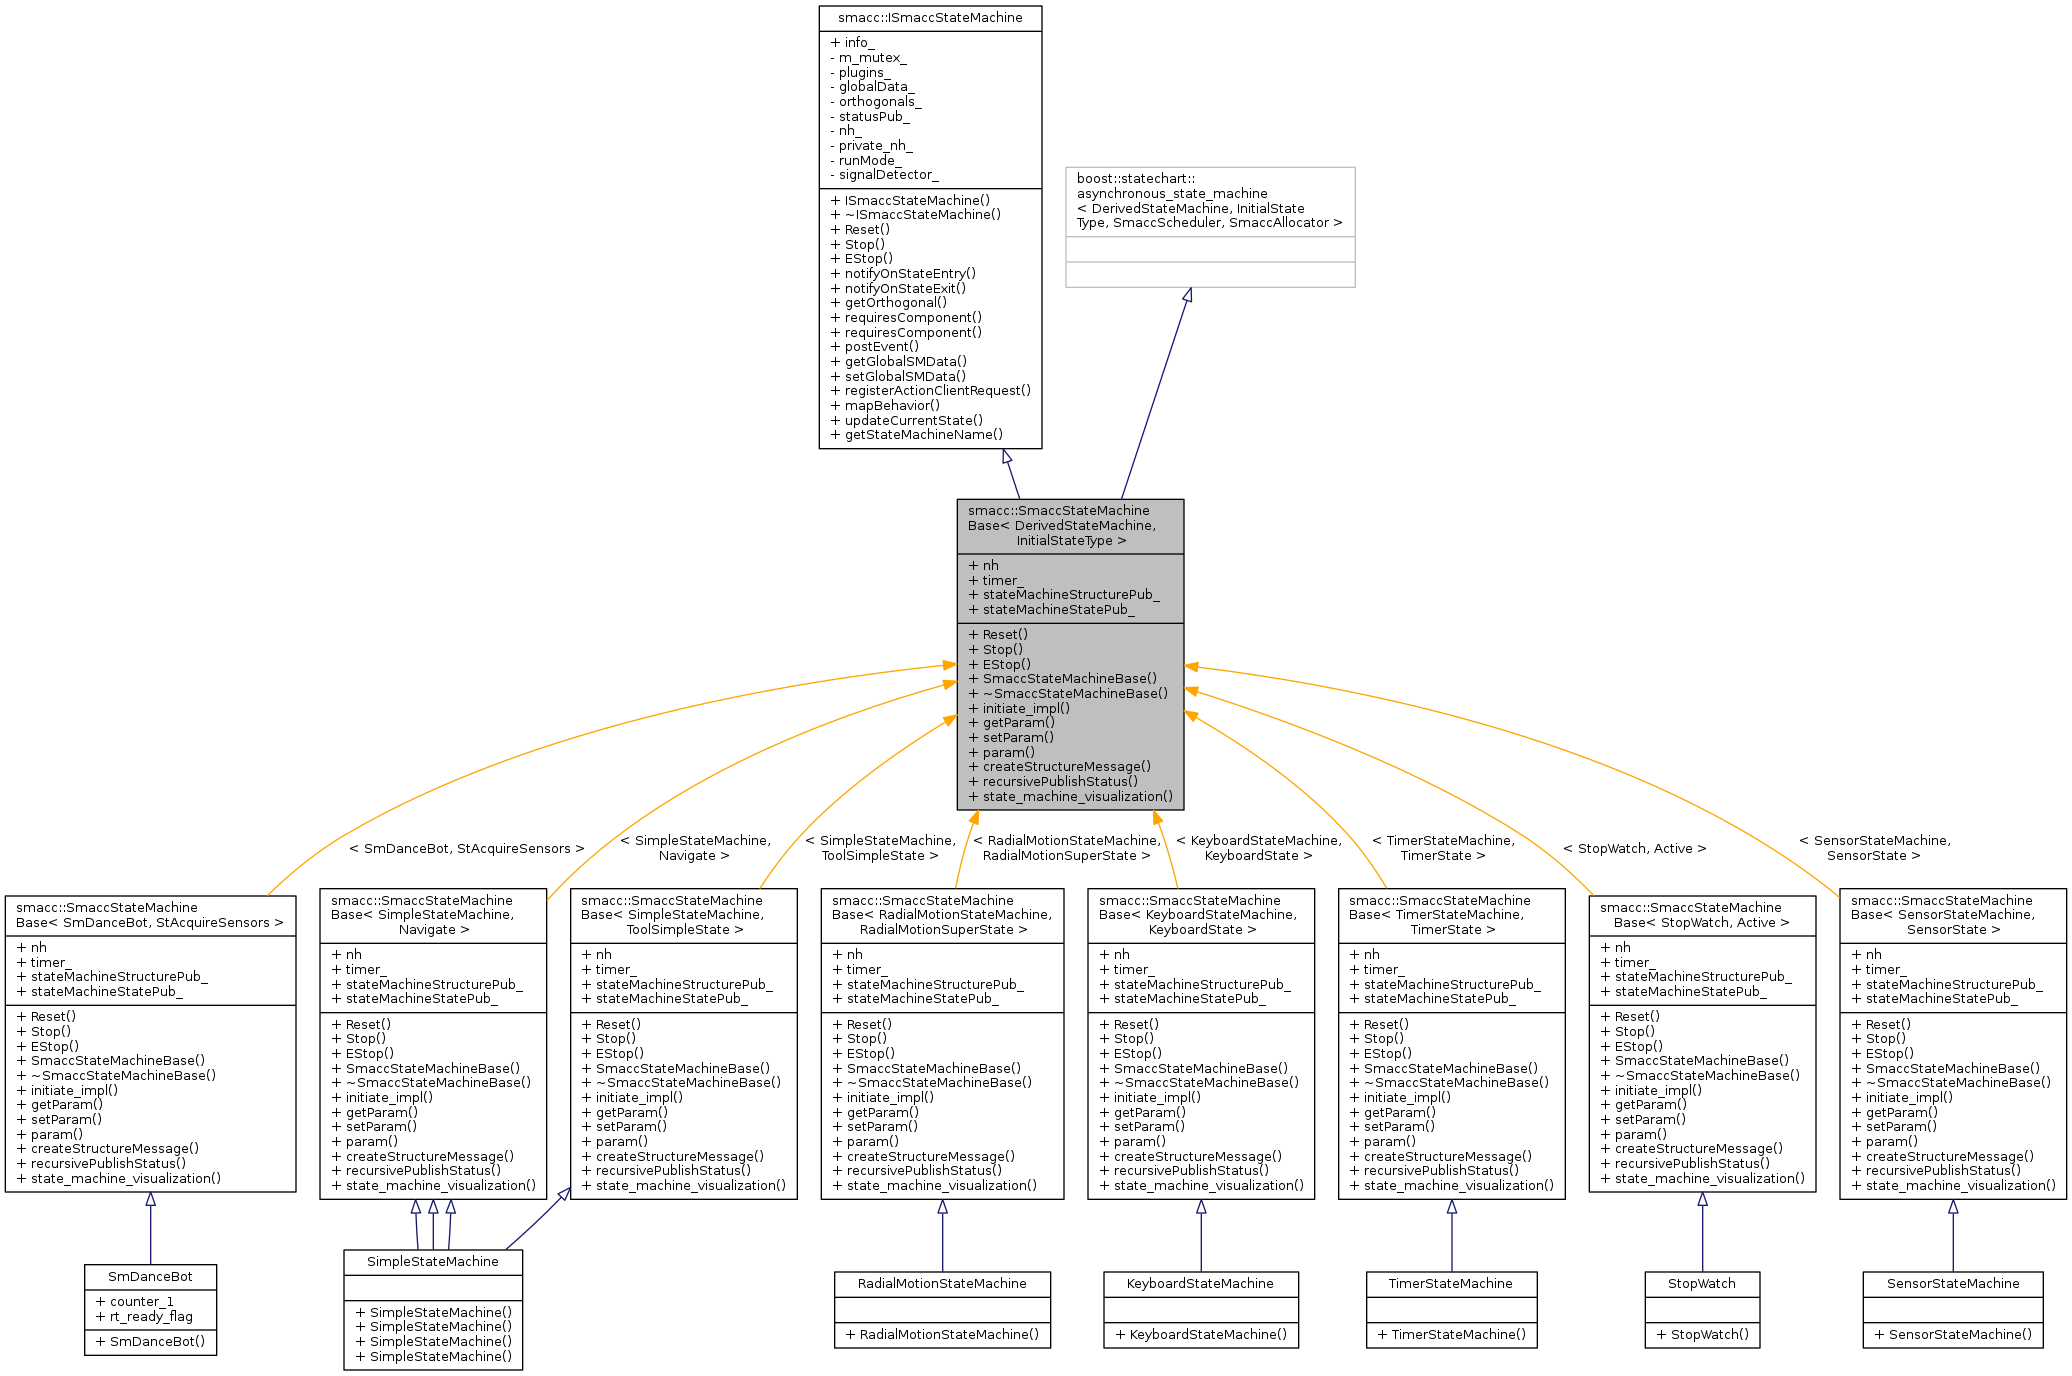 smacc::ISmaccStateMachine
+ info_
- m_mutex_
- plugins_
- globalData_
- orthogonals_
- statusPub_
- nh_
- private_nh_
- runMode_
- signalDetector_
+ ISmaccStateMachine()
+ ~ISmaccStateMachine()
+ Reset()
+ Stop()
+ EStop()
+ notifyOnStateEntry()
+ notifyOnStateExit()
+ getOrthogonal()
+ requiresComponent()
+ requiresComponent()
+ postEvent()
+ getGlobalSMData()
+ setGlobalSMData()
+ registerActionClientRequest()
+ mapBehavior()
+ updateCurrentState()
+ getStateMachineName()
boost::statechart::
asynchronous_state_machine
< DerivedStateMachine, InitialState
Type, SmaccScheduler, SmaccAllocator >
smacc::SmaccStateMachine
Base< DerivedStateMachine,
InitialStateType >
+ nh
+ timer_
+ stateMachineStructurePub_
+ stateMachineStatePub_
+ Reset()
+ Stop()
+ EStop()
+ SmaccStateMachineBase()
+ ~SmaccStateMachineBase()
+ initiate_impl()
+ getParam()
+ setParam()
+ param()
+ createStructureMessage()
+ recursivePublishStatus()
+ state_machine_visualization()
< SmDanceBot, StAcquireSensors >
< SimpleStateMachine,
Navigate >
< SimpleStateMachine,
ToolSimpleState >
< RadialMotionStateMachine,
RadialMotionSuperState >
< KeyboardStateMachine,
KeyboardState >
< TimerStateMachine,
TimerState >
< StopWatch, Active >
< SensorStateMachine,
SensorState >
smacc::SmaccStateMachine
Base< SmDanceBot, StAcquireSensors >
+ nh
+ timer_
+ stateMachineStructurePub_
+ stateMachineStatePub_
+ Reset()
+ Stop()
+ EStop()
+ SmaccStateMachineBase()
+ ~SmaccStateMachineBase()
+ initiate_impl()
+ getParam()
+ setParam()
+ param()
+ createStructureMessage()
+ recursivePublishStatus()
+ state_machine_visualization()
smacc::SmaccStateMachine
Base< SimpleStateMachine,
Navigate >
+ nh
+ timer_
+ stateMachineStructurePub_
+ stateMachineStatePub_
+ Reset()
+ Stop()
+ EStop()
+ SmaccStateMachineBase()
+ ~SmaccStateMachineBase()
+ initiate_impl()
+ getParam()
+ setParam()
+ param()
+ createStructureMessage()
+ recursivePublishStatus()
+ state_machine_visualization()
smacc::SmaccStateMachine
Base< SimpleStateMachine,
ToolSimpleState >
+ nh
+ timer_
+ stateMachineStructurePub_
+ stateMachineStatePub_
+ Reset()
+ Stop()
+ EStop()
+ SmaccStateMachineBase()
+ ~SmaccStateMachineBase()
+ initiate_impl()
+ getParam()
+ setParam()
+ param()
+ createStructureMessage()
+ recursivePublishStatus()
+ state_machine_visualization()
smacc::SmaccStateMachine
Base< RadialMotionStateMachine,
RadialMotionSuperState >
+ nh
+ timer_
+ stateMachineStructurePub_
+ stateMachineStatePub_
+ Reset()
+ Stop()
+ EStop()
+ SmaccStateMachineBase()
+ ~SmaccStateMachineBase()
+ initiate_impl()
+ getParam()
+ setParam()
+ param()
+ createStructureMessage()
+ recursivePublishStatus()
+ state_machine_visualization()
smacc::SmaccStateMachine
Base< KeyboardStateMachine,
KeyboardState >
+ nh
+ timer_
+ stateMachineStructurePub_
+ stateMachineStatePub_
+ Reset()
+ Stop()
+ EStop()
+ SmaccStateMachineBase()
+ ~SmaccStateMachineBase()
+ initiate_impl()
+ getParam()
+ setParam()
+ param()
+ createStructureMessage()
+ recursivePublishStatus()
+ state_machine_visualization()
smacc::SmaccStateMachine
Base< TimerStateMachine,
TimerState >
+ nh
+ timer_
+ stateMachineStructurePub_
+ stateMachineStatePub_
+ Reset()
+ Stop()
+ EStop()
+ SmaccStateMachineBase()
+ ~SmaccStateMachineBase()
+ initiate_impl()
+ getParam()
+ setParam()
+ param()
+ createStructureMessage()
+ recursivePublishStatus()
+ state_machine_visualization()
smacc::SmaccStateMachine
Base< StopWatch, Active >
+ nh
+ timer_
+ stateMachineStructurePub_
+ stateMachineStatePub_
+ Reset()
+ Stop()
+ EStop()
+ SmaccStateMachineBase()
+ ~SmaccStateMachineBase()
+ initiate_impl()
+ getParam()
+ setParam()
+ param()
+ createStructureMessage()
+ recursivePublishStatus()
+ state_machine_visualization()
smacc::SmaccStateMachine
Base< SensorStateMachine,
SensorState >
+ nh
+ timer_
+ stateMachineStructurePub_
+ stateMachineStatePub_
+ Reset()
+ Stop()
+ EStop()
+ SmaccStateMachineBase()
+ ~SmaccStateMachineBase()
+ initiate_impl()
+ getParam()
+ setParam()
+ param()
+ createStructureMessage()
+ recursivePublishStatus()
+ state_machine_visualization()
SmDanceBot
+ counter_1
+ rt_ready_flag
+ SmDanceBot()
SimpleStateMachine
+ SimpleStateMachine()
+ SimpleStateMachine()
+ SimpleStateMachine()
+ SimpleStateMachine()
RadialMotionStateMachine
+ RadialMotionStateMachine()
KeyboardStateMachine
+ KeyboardStateMachine()
TimerStateMachine
+ TimerStateMachine()
StopWatch
+ StopWatch()
SensorStateMachine
+ SensorStateMachine()